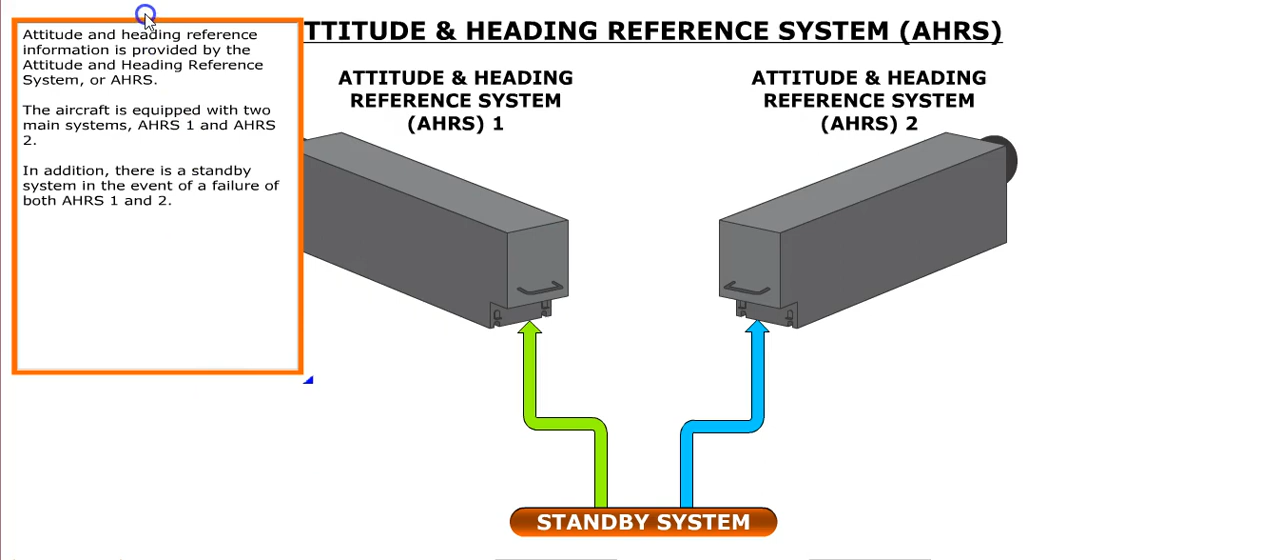 TTITUDE & HEADING REFERENCE SYSTEM (AHRS)
Attitude and heading reference
information is provided by the
Attitude and Heading Reference
System, or AHRS.
The aircraft is equipped with two
main systems, AHRS 1 and AHRS
2.
In addition, there is a standby
system in the event of a failure of
both AHRS 1 and 2.
ATTITUDE & HEADING
REFERENCE SYSTEM
(AHRS) 1
ATTITUDE & HEADING
REFERENCE SYSTEM
(AHRS) 2
STANDBY SYSTEM